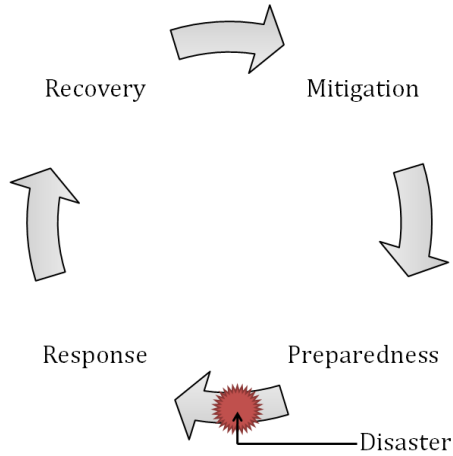 Recovery
Mitigation
Response
Preparedness
Disaster